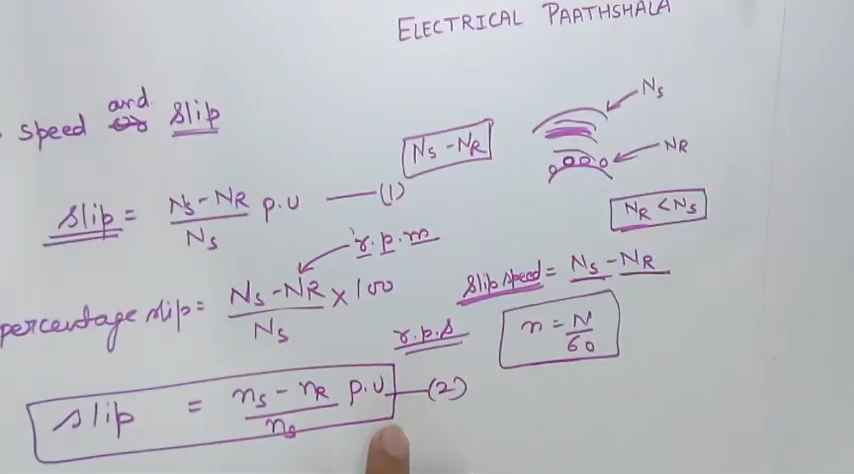 ELECTRICAL PAATHSHALA
speed and slip
Ns - NR
Ns
NR
NR < Ns
slip = Ns - NR / Ns p.u —(1)
r.p.m
percentage slip = Ns - NR / Ns × 100
slip speed = Ns - NR
r.p.s
n = N / 60
slip = ns - nR / ns p.u —(2)